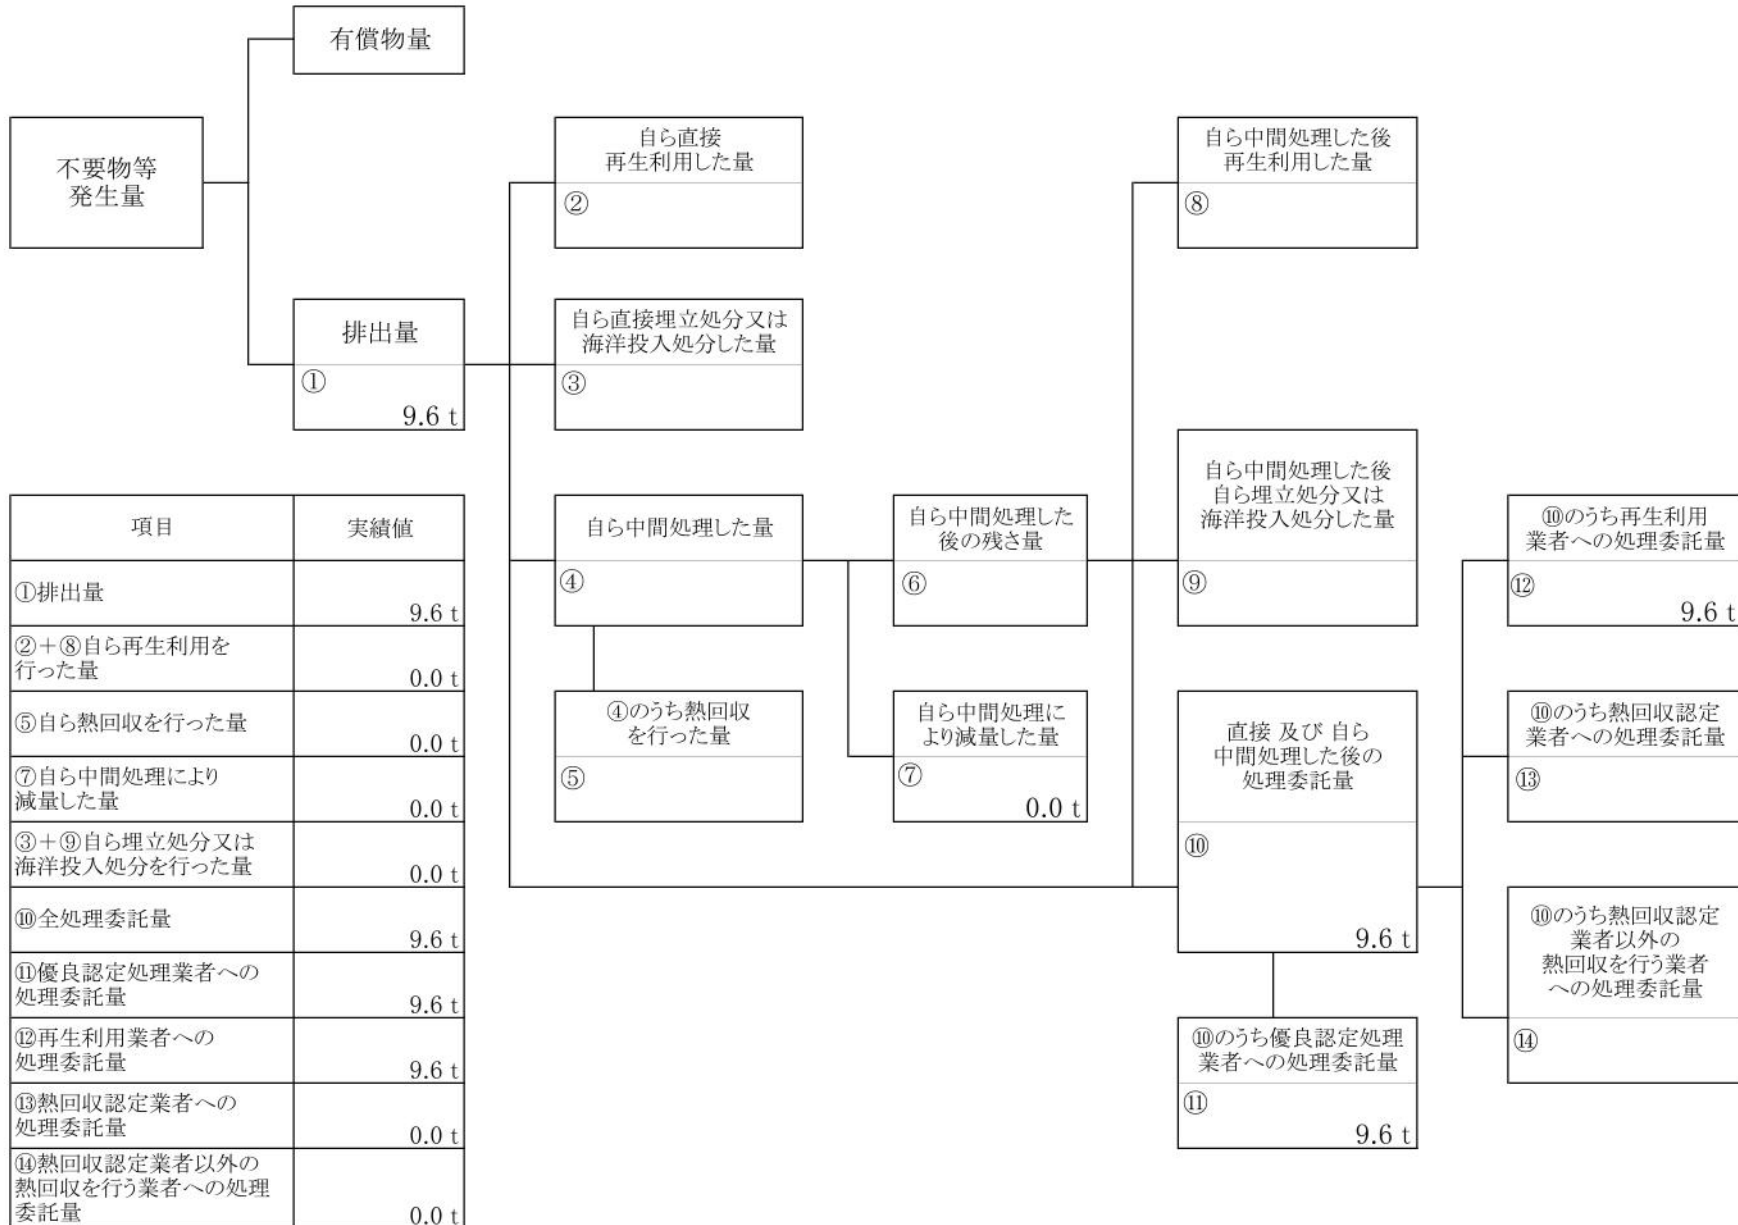 有償物量
不要物等
発生量
排出量
①
9.6 t
自ら直接
再生利用した量
②
自ら直接埋立処分又は
海洋投入処分した量
③
自ら中間処理した量
④
④のうち熱回収
を行った量
⑤
自ら中間処理した
後の残さ量
⑥
自ら中間処理に
より減量した量
⑦
0.0 t
自ら中間処理した後
再生利用した量
⑧
自ら中間処理した後
自ら埋立処分又は
海洋投入処分した量
⑨
直接 及び 自ら
中間処理した後の
処理委託量
⑩
9.6 t
⑩のうち優良認定処理
業者への処理委託量
⑪
9.6 t
⑩のうち再生利用
業者への処理委託量
⑫
9.6 t
⑩のうち熱回収認定
業者への処理委託量
⑬
⑩のうち熱回収認定
業者以外の
熱回収を行う業者
への処理委託量
⑭
項目 実績値
①排出量
9.6 t
②+⑧自ら再生利用を
行った量
0.0 t
⑤自ら熱回収を行った量
0.0 t
⑦自ら中間処理により
減量した量
0.0 t
③+⑨自ら埋立処分又は
海洋投入処分を行った量
0.0 t
⑩全処理委託量
9.6 t
⑪優良認定処理業者への
処理委託量
9.6 t
⑫再生利用業者への
処理委託量
9.6 t
⑬熱回収認定業者への
処理委託量
0.0 t
⑭熱回収認定業者以外の
熱回収を行う業者への処理
委託量
0.0 t